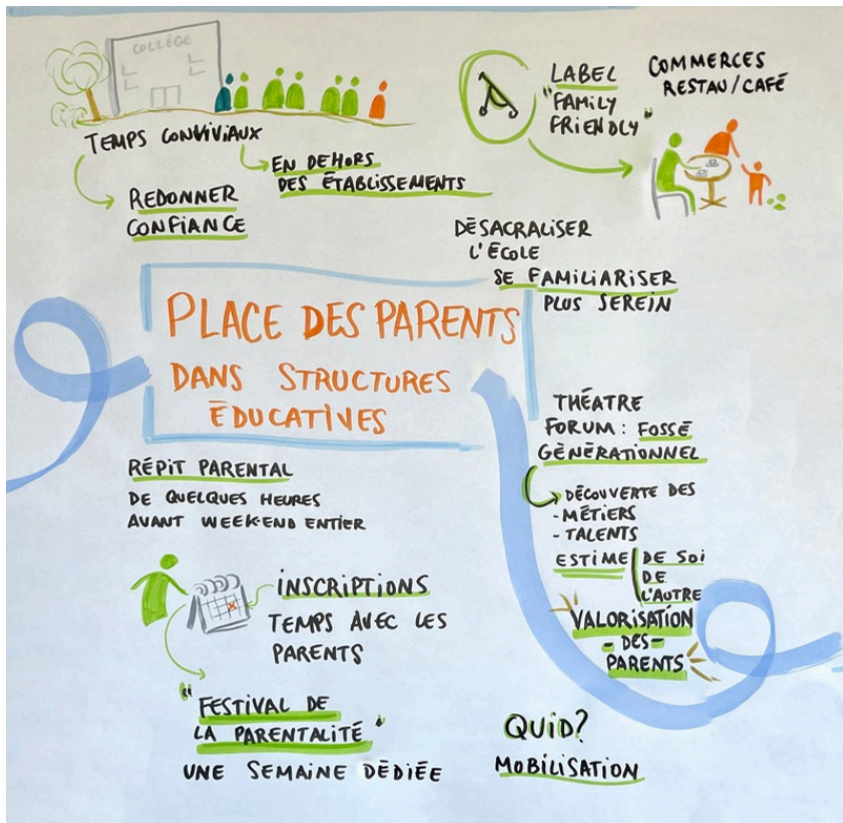 COLLÈGE
TEMPS CONVIVIAUX
EN DEHORS
DES ÉTABLISSEMENTS
REDONNER
CONFIANCE
LABEL
"FAMILY
FRIENDLY"
COMMERCES
RESTAU/CAFÉ
DÉSACRALISER
L'ÉCOLE
SE FAMILIARISER
PLUS SEREIN
PLACE DES PARENTS
DANS STRUCTURES
ÉDUCATIVES
RÉPIT PARENTAL
DE QUELQUES HEURES
AVANT WEEK-END ENTIER
INSCRIPTIONS
TEMPS AVEC LES
PARENTS
"FESTIVAL DE
LA PARENTALITÉ"
UNE SEMAINE DÉDIÉE
THÉATRE
FORUM : FOSSÉ
GÉNÉRATIONNEL
DÉCOUVERTE DES
- MÉTIERS
- TALENTS
ESTIME DE SOI
DE
L'AUTRE
VALORISATION
- DES -
PARENTS
QUID?
MOBILISATION